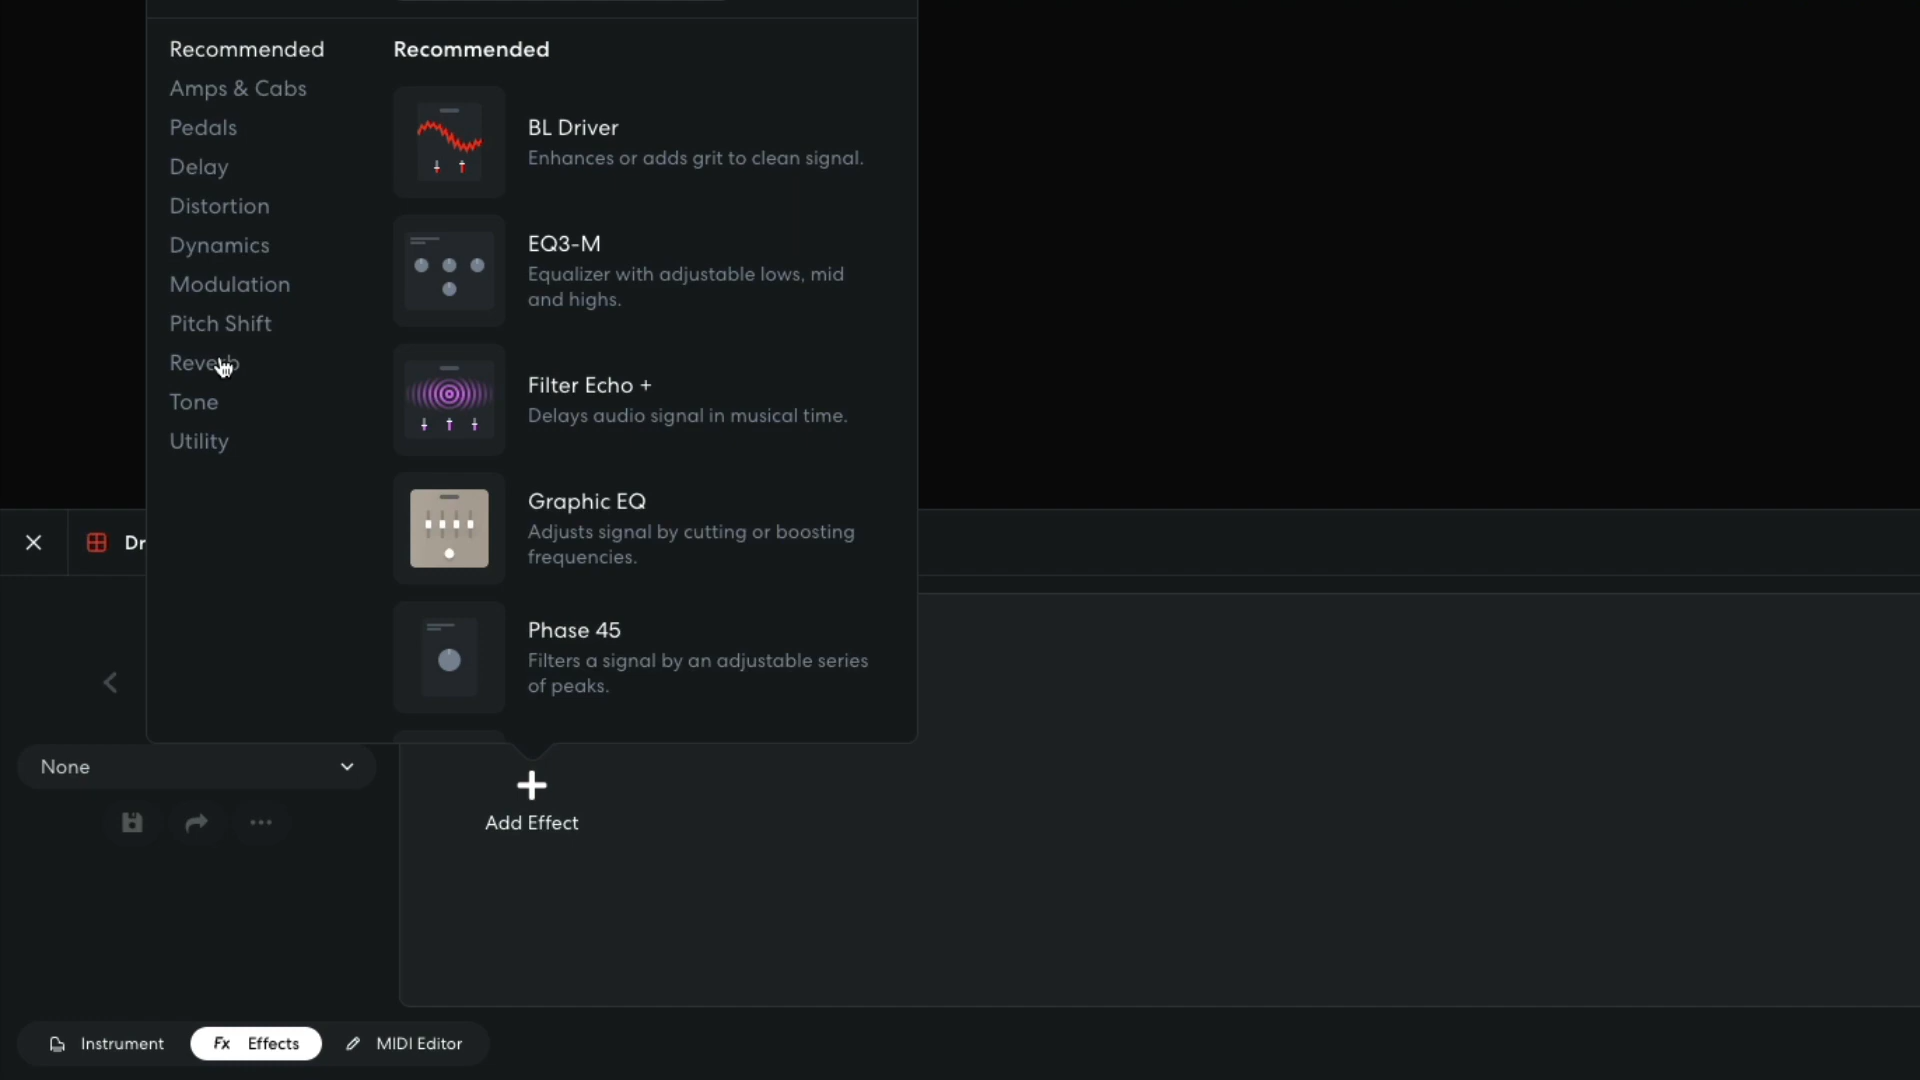 Recommended
Amps & Cabs
Pedals
Delay
Distortion
Dynamics
Modulation
Pitch Shift
Reverb
Tone
Utility
Recommended
BL Driver
Enhances or adds grit to clean signal.
EQ3-M
Equalizer with adjustable lows, mid
and highs.
Filter Echo +
Delays audio signal in musical time.
Graphic EQ
Adjusts signal by cutting or boosting
frequencies.
Phase 45
Filters a signal by an adjustable series
of peaks.
Dr
None
Add Effect
Instrument
Fx Effects
MIDI Editor